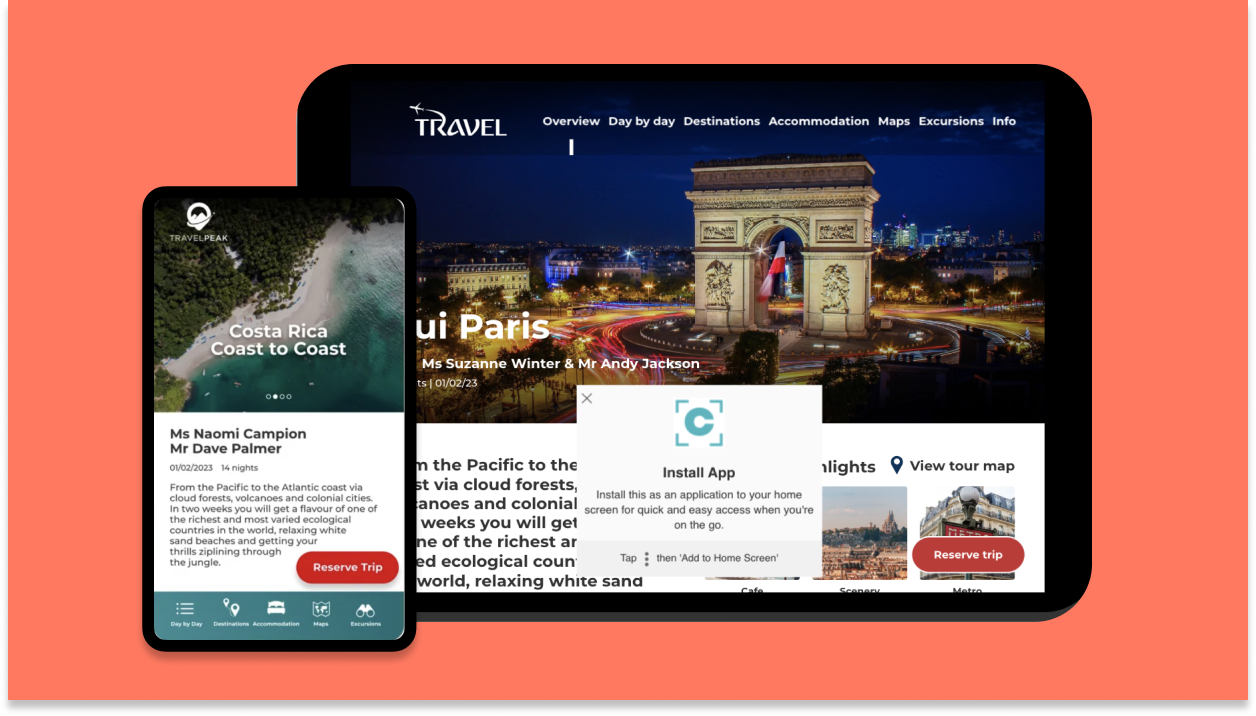 TRAVEL
Overview Day by day Destinations Accommodation Maps Excursions Info
ui Paris
Ms Suzanne Winter & Mr Andy Jackson
ts | 01/02/23
m the Pacific to the
st via cloud forests,
canoes and colonial
weeks you will get
ne of the richest ar
ed ecological coun
world, relaxing white sand
Install App
Install this as an application to your home
screen for quick and easy access when you're
on the go.
Tap then 'Add to Home Screen'
hlights
View tour map
Reserve trip
Cafe
Scenery
Metro
TRAVELPEAK
Costa Rica
Coast to Coast
Ms Naomi Campion
Mr Dave Palmer
01/02/2023 14 nights
From the Pacific to the Atlantic coast via
cloud forests, volcanoes and colonial cities.
In two weeks you will get a flavour of one of
the richest and most varied ecological
countries in the world, relaxing white
sand beaches and getting your
thrills ziplining through
the jungle.
Reserve Trip
Day by Day Destinations Accommodation Maps Excursions